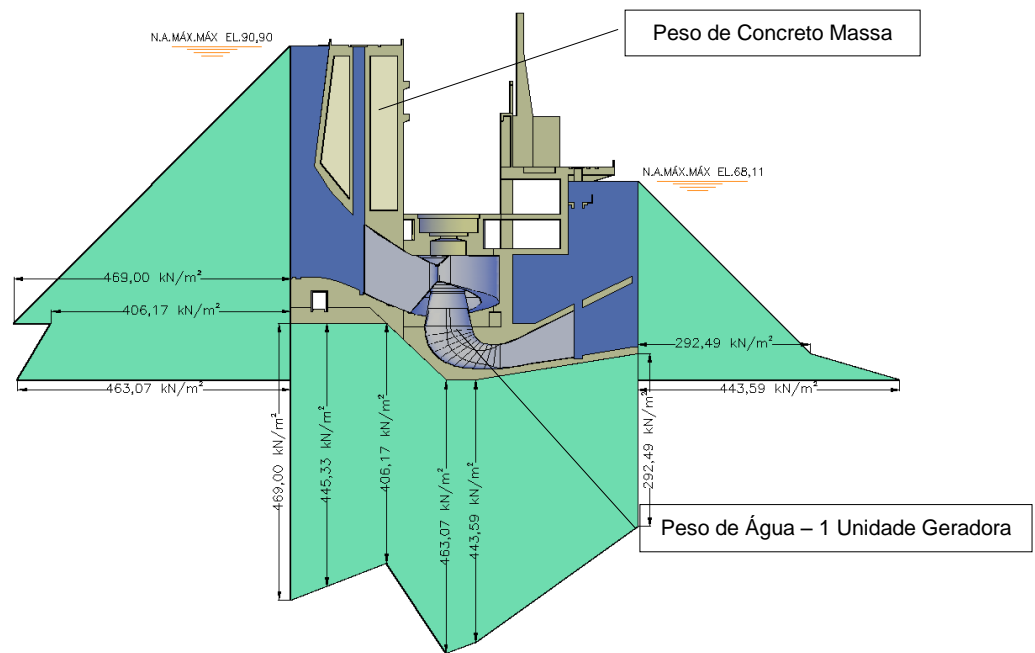 Peso de Concreto Massa
N.A.MÁX.MÁX EL.90,90
N.A.MÁX.MÁX EL.68,11
469,00 kN/m²
406,17 kN/m²
463,07 kN/m²
292,49 kN/m²
443,59 kN/m²
469,00 kN/m²
445,33 kN/m²
406,17 kN/m²
463,07 kN/m²
443,59 kN/m²
292,49 kN/m²
Peso de Água – 1 Unidade Geradora